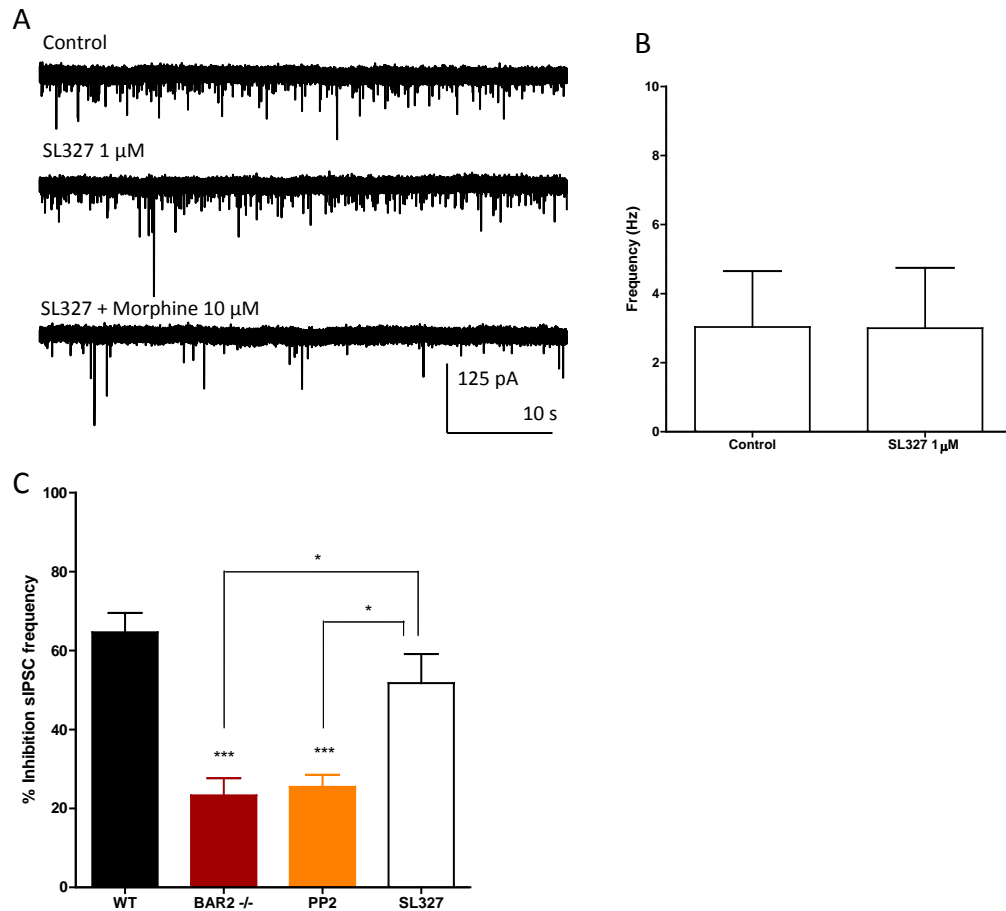 A
Control
SL327 1 µM
SL327 + Morphine 10 µM
125 pA
10 s
B
Frequency (Hz)
10
8
6
4
2
0
Control
SL327 1 µM
C
% Inhibition sIPSC frequency
100
80
60
40
20
0
*
*
***
***
WT
BAR2 -/-
PP2
SL327